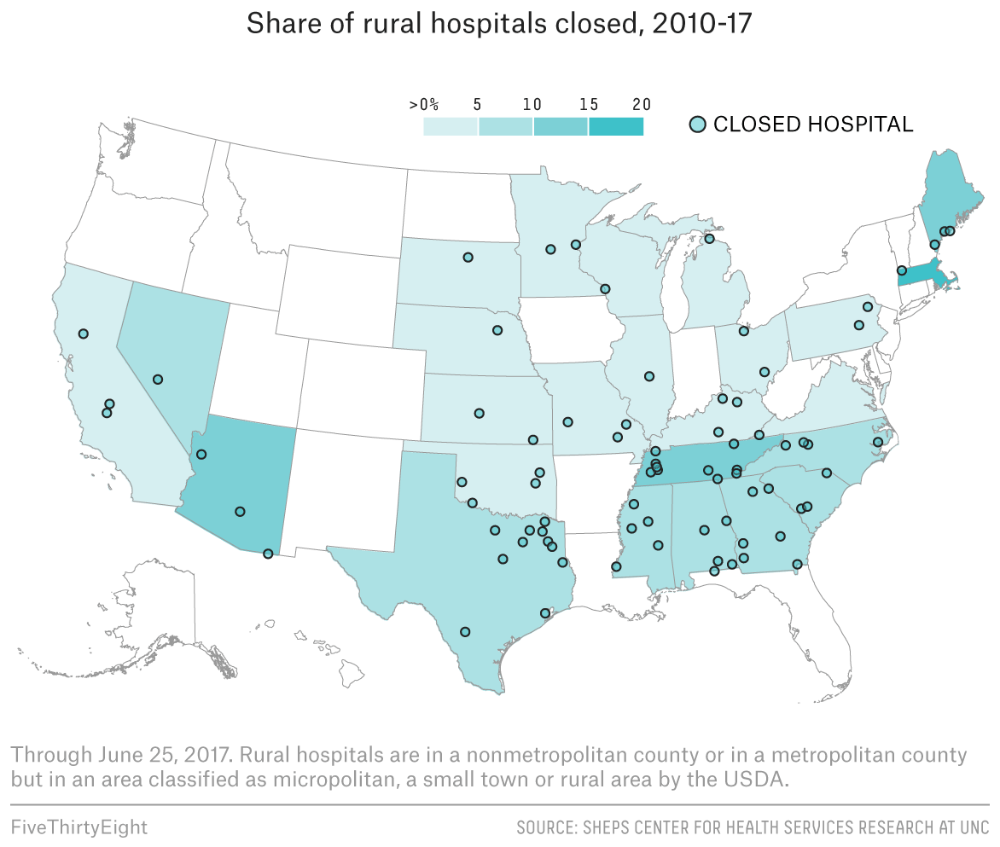 Share of rural hospitals closed, 2010-17
>0% 5 10 15 20
CLOSED HOSPITAL
Through June 25, 2017. Rural hospitals are in a nonmetropolitan county or in a metropolitan county
but in an area classified as micropolitan, a small town or rural area by the USDA.
FiveThirtyEight
SOURCE: SHEPS CENTER FOR HEALTH SERVICES RESEARCH AT UNC